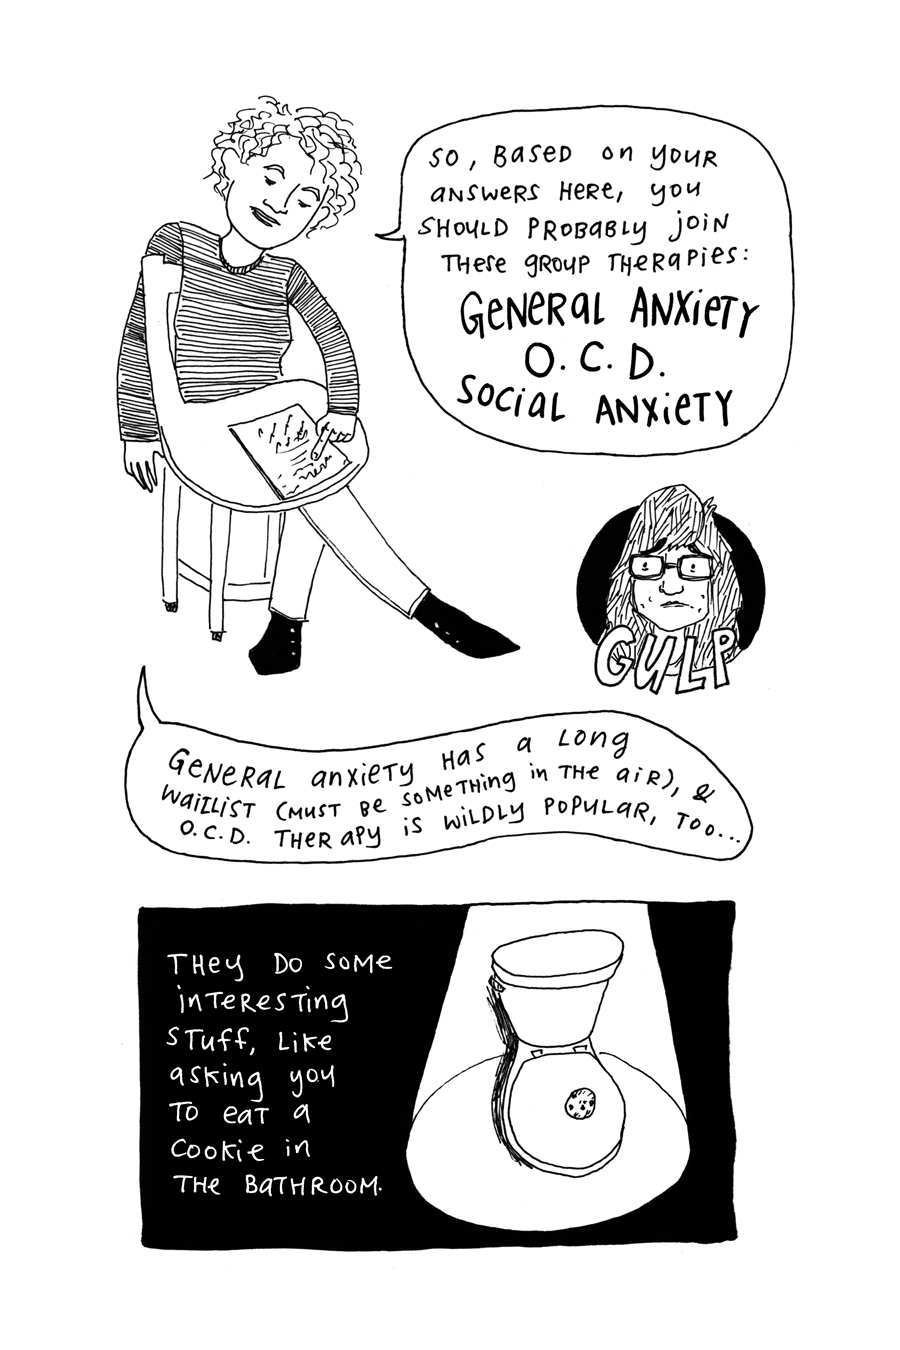 SO, BASED ON YOUR
ANSWERS HERE, YOU
SHOULD PROBABLY JOIN
THESE GROUP THERAPIES:
GENERAL ANXIETY
O.C.D.
SOCIAL ANXIETY
GULP
GENERAL ANXIETY HAS A LONG
WAITLIST (MUST BE SOMETHING IN THE AIR), &
O.C.D. THERAPY IS WILDLY POPULAR, TOO...
THEY DO SOME
INTERESTING
STUFF, LIKE
ASKING YOU
TO EAT A
COOKIE IN
THE BATHROOM.